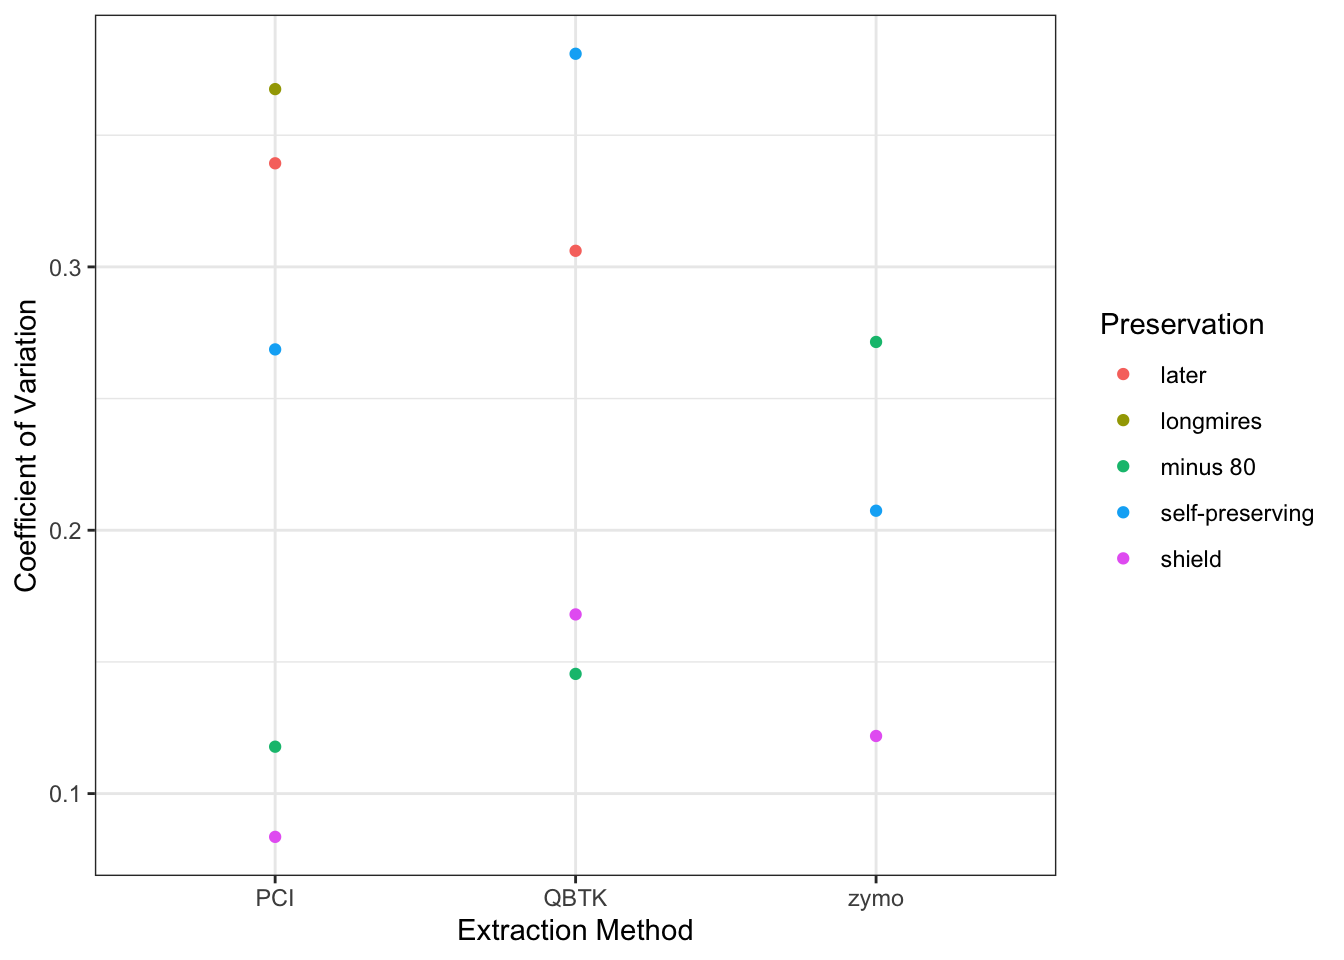 Coefficient of Variation
0.3
0.2
0.1
PCI
QBTK
zymo
Extraction Method
Preservation
later
longmires
minus 80
self-preserving
shield